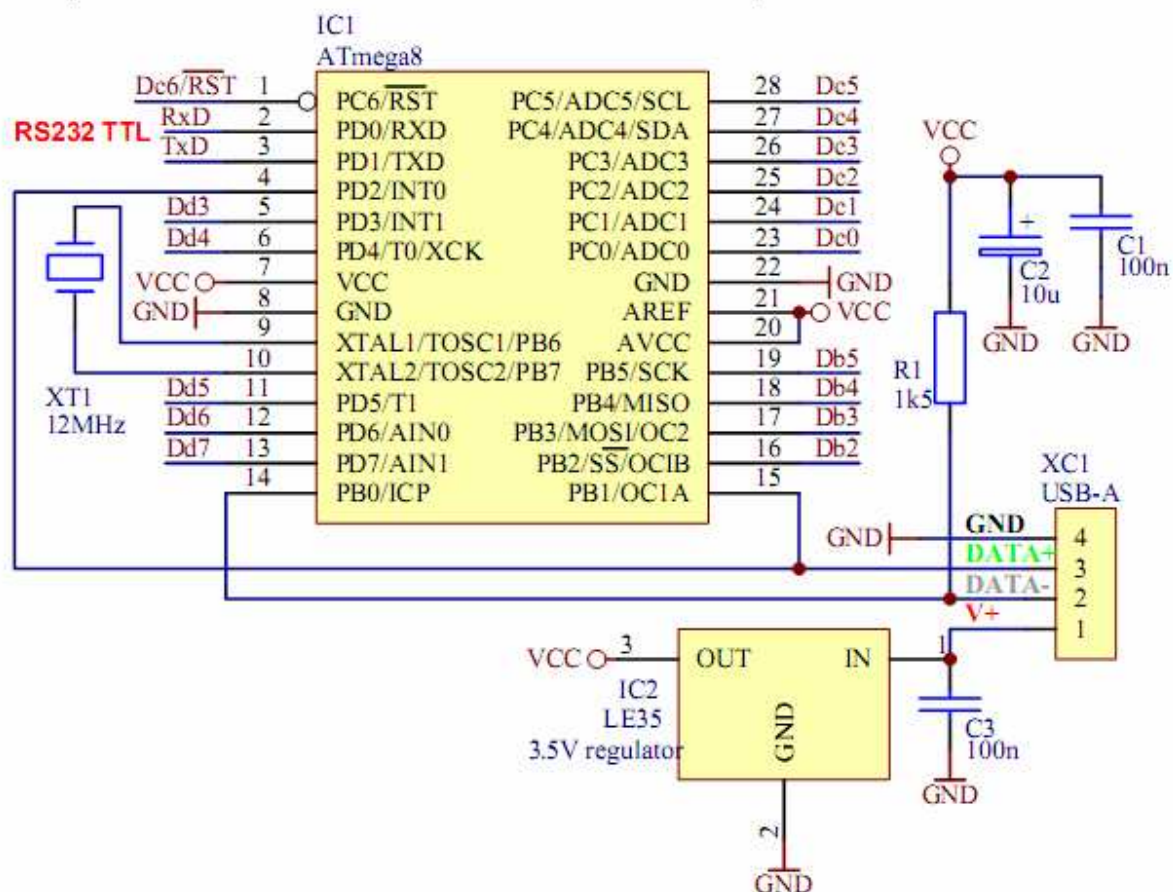 IC1
ATmega8
Dc6/RST 1 PC6/RST PC5/ADC5/SCL 28 Dc5
RS232 TTL RxD 2 PD0/RXD PC4/ADC4/SDA 27 Dc4
TxD 3 PD1/TXD PC3/ADC3 26 Dc3
4 PD2/INT0 PC2/ADC2 25 Dc2
Dd3 5 PD3/INT1 PC1/ADC1 24 Dc1
Dd4 6 PD4/T0/XCK PC0/ADC0 23 Dc0
VCC 7 VCC GND 22 GND
GND 8 GND AREF 21 VCC
9 XTAL1/TOSC1/PB6 AVCC 20
10 XTAL2/TOSC2/PB7 PB5/SCK 19 Db5
Dd5 11 PD5/T1 PB4/MISO 18 Db4
Dd6 12 PD6/AIN0 PB3/MOSI/OC2 17 Db3
Dd7 13 PD7/AIN1 PB2/SS/OCIB 16 Db2
14 PB0/ICP PB1/OC1A 15
XT1
12MHz
VCC
+
C2
10u
GND
C1
100n
GND
R1
1k5
XC1
USB-A
GND GND 4
DATA+ 3
DATA- 2
V+ 1
VCC 3 OUT IN 1
GND
2
GND
IC2
LE35
3.5V regulator
C3
100n
GND